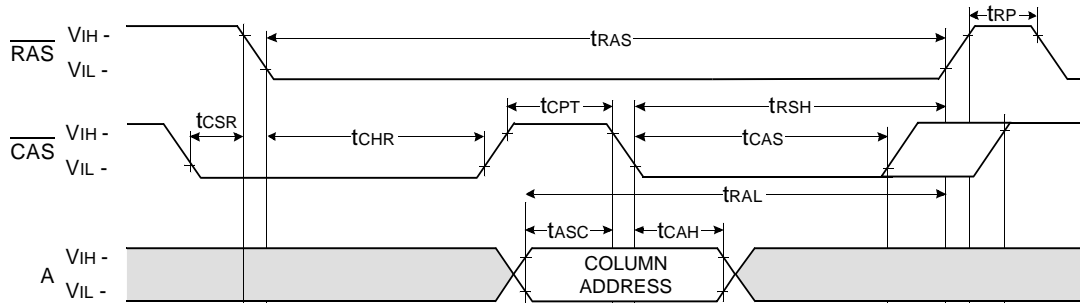 tRP
RAS VIH -
tRAS
VIL -
tCSR
tCPT
tRSH
CAS VIH -
tCHR
tCAS
VIL -
tRAL
tASC
tCAH
A VIH -
COLUMN
ADDRESS
VIL -